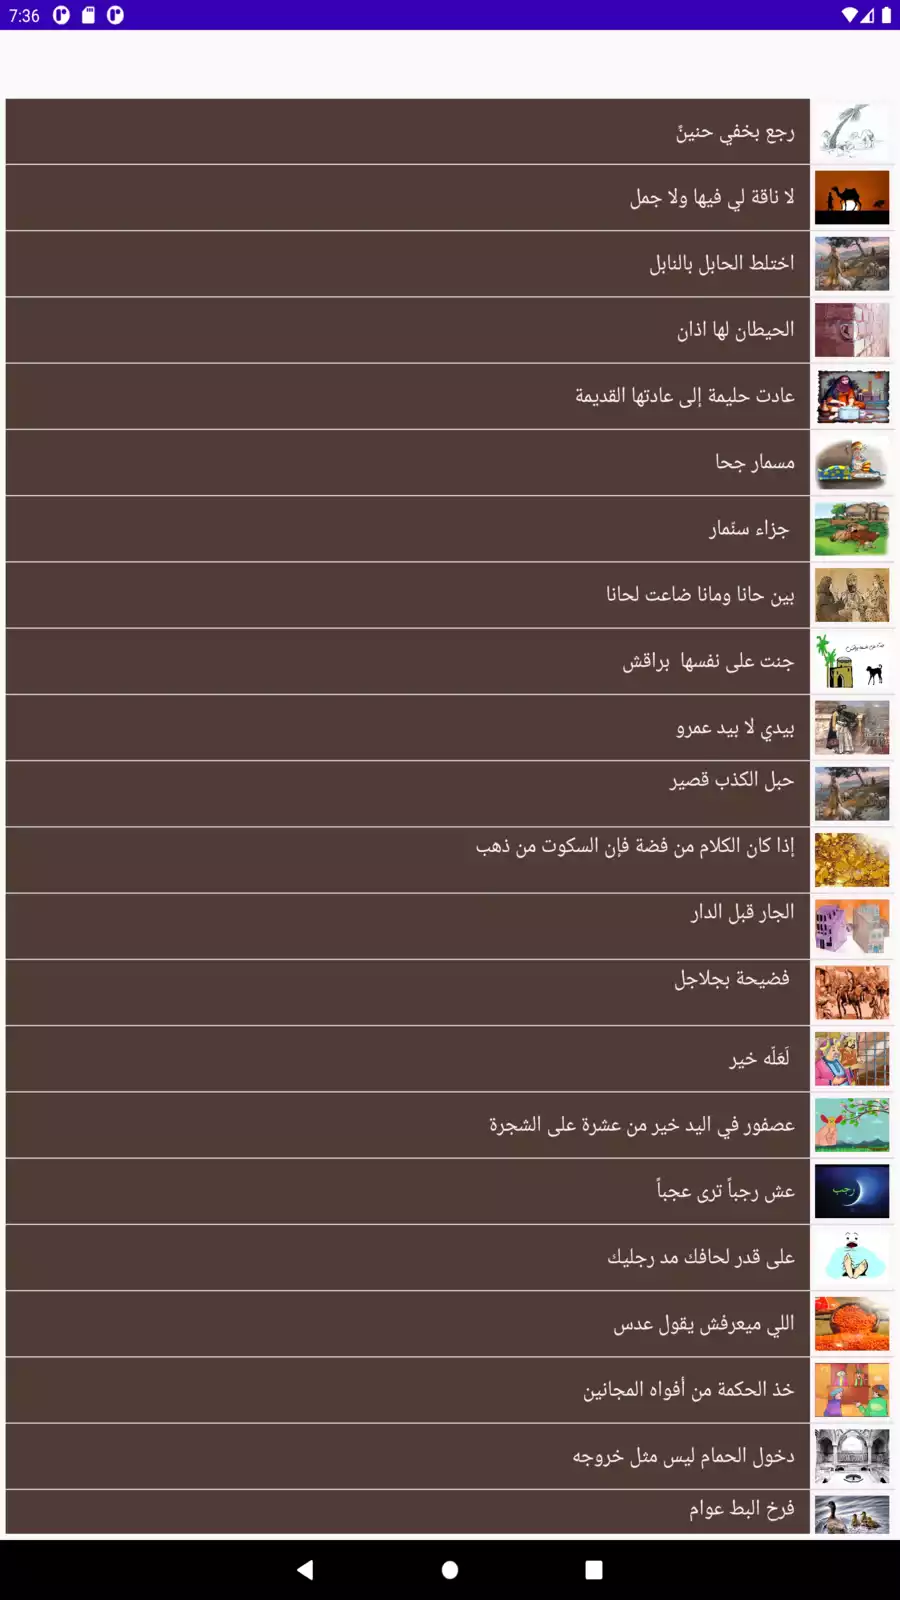 7:36
رجع بخفي حنينٌ
لا ناقة لي فيها ولا جمل
اختلط الحابل بالنابل
الحيطان لها اذان
عادت حليمة إلى عادتها القديمة
مسمار جحا
جزاء سنّمار
بين حانا ومانا ضاعت لحانا
جنت على نفسها براقش
بيدي لا بيد عمرو
حبل الكذب قصير
إذا كان الكلام من فضة فإن السكوت من ذهب
الجار قبل الدار
فضيحة بجلاجل
لَعَلّه خير
عصفور في اليد خير من عشرة على الشجرة
عش رجباً ترى عجباً
رجب
على قدر لحافك مد رجليك
اللي ميعرفش يقول عدس
خذ الحكمة من أفواه المجانين
دخول الحمام ليس مثل خروجه
فرخ البط عوام